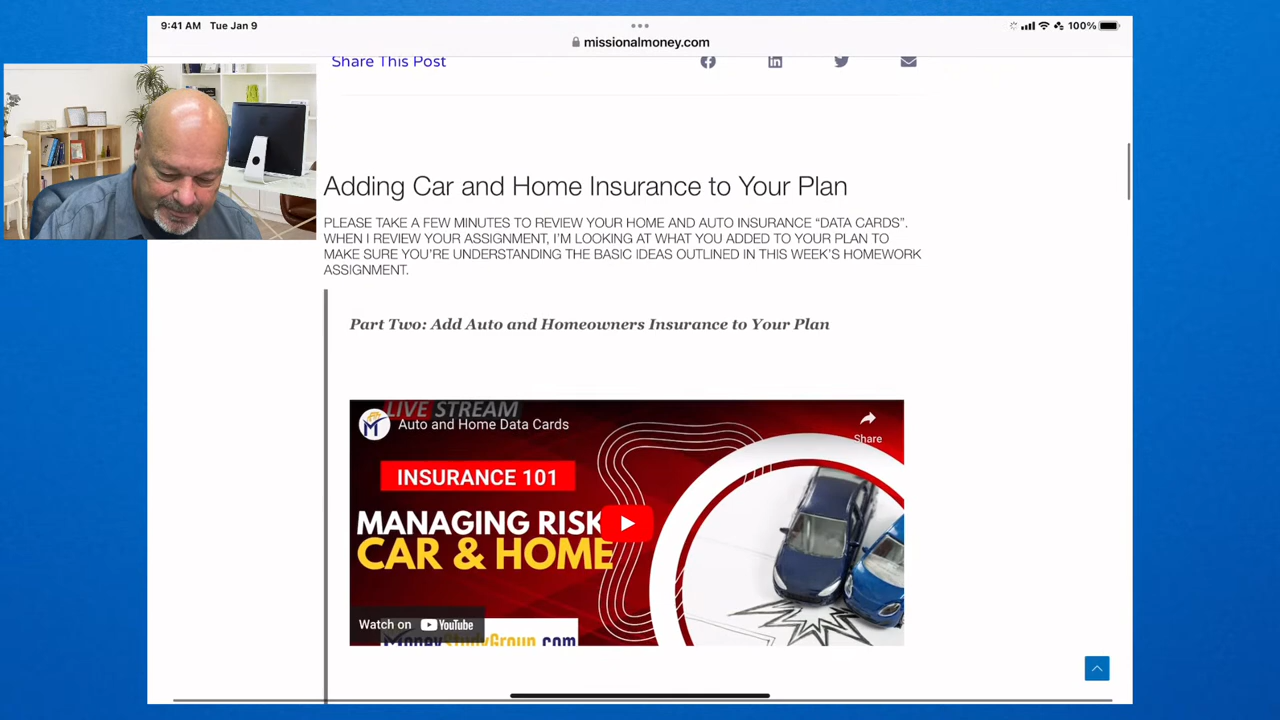 9:41 AM Tue Jan 9
100%
missionalmoney.com
Share This Post
Adding Car and Home Insurance to Your Plan
PLEASE TAKE A FEW MINUTES TO REVIEW YOUR HOME AND AUTO INSURANCE “DATA CARDS”.
WHEN I REVIEW YOUR ASSIGNMENT, I’M LOOKING AT WHAT YOU ADDED TO YOUR PLAN TO
MAKE SURE YOU’RE UNDERSTANDING THE BASIC IDEAS OUTLINED IN THIS WEEK’S HOMEWORK
ASSIGNMENT.
Part Two: Add Auto and Homeowners Insurance to Your Plan
LIVE STREAM
Auto and Home Data Cards
Share
INSURANCE 101
MANAGING RISK
CAR & HOME
Watch on YouTube
MoneyStudyGroup.com